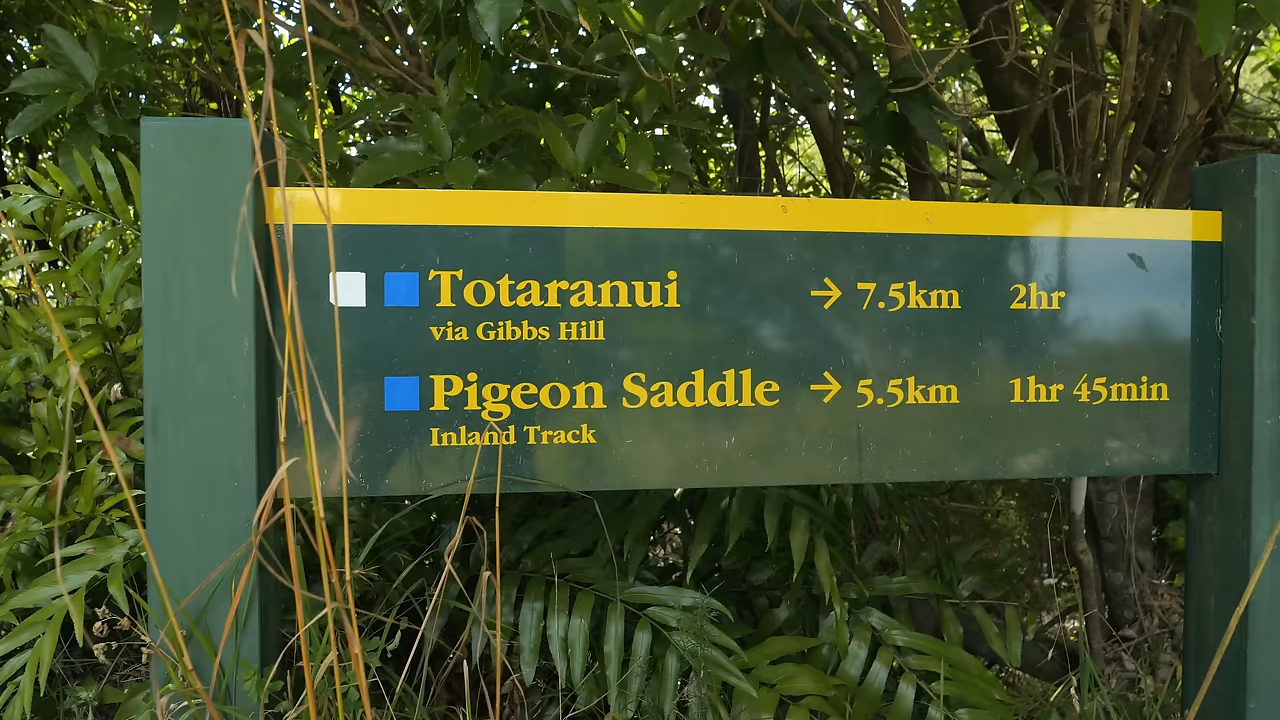 Totaranui → 7.5km 2hr
via Gibbs Hill
Pigeon Saddle → 5.5km 1hr 45min
Inland Track